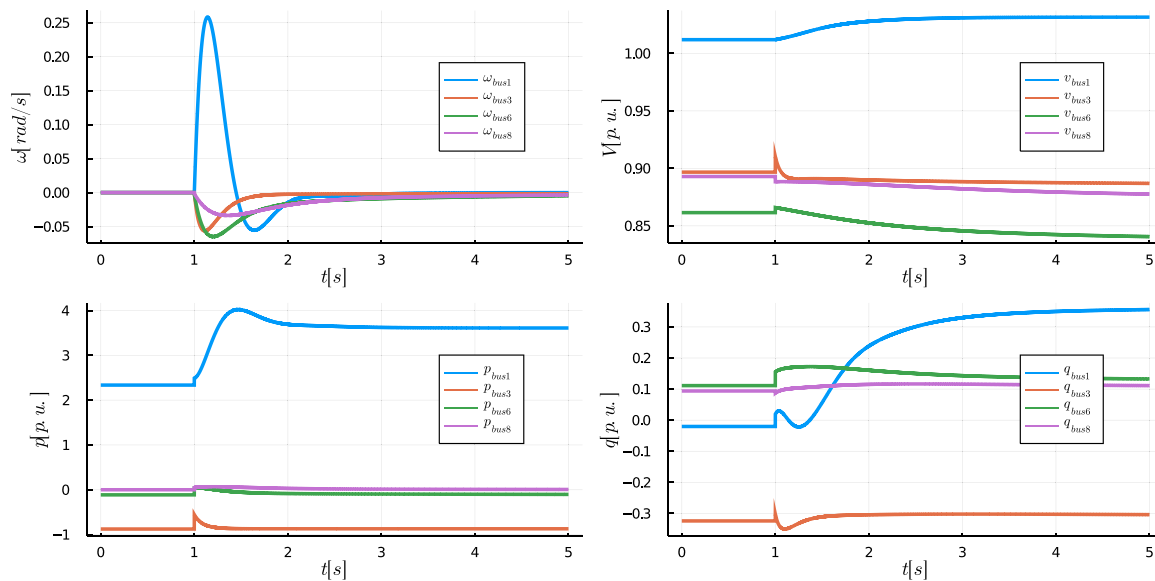 ω[rad/s]
0.25
0.20
0.15
0.10
0.05
0.00
−0.05
ω_bus1
ω_bus3
ω_bus6
ω_bus8
0 1 2 3 4 5
t[s]
V[p.u.]
1.00
0.95
0.90
0.85
v_bus1
v_bus3
v_bus6
v_bus8
0 1 2 3 4 5
t[s]
p[p.u.]
4
3
2
1
0
−1
p_bus1
p_bus3
p_bus6
p_bus8
0 1 2 3 4 5
t[s]
q[p.u.]
0.3
0.2
0.1
0.0
−0.1
−0.2
−0.3
q_bus1
q_bus3
q_bus6
q_bus8
0 1 2 3 4 5
t[s]